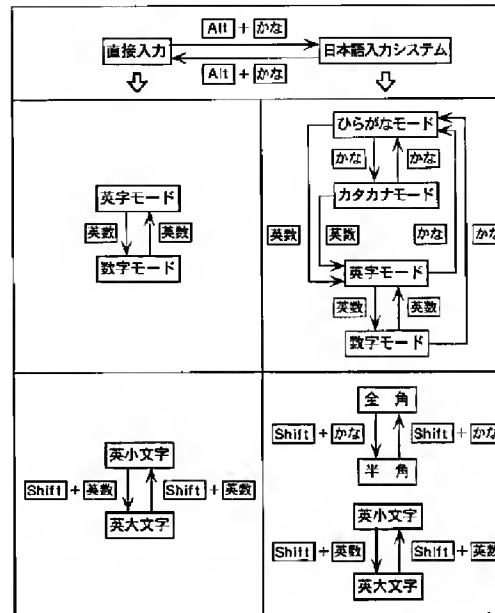 Alt + かな
直接入力 日本語入力システム
Alt + かな
英字モード
英数 英数
数字モード
ひらがなモード
かな かな
カタカナモード
英数 英数 かな かな
英字モード
英数 英数
数字モード
英小文字
Shift + 英数 Shift + 英数
英大文字
全 角
Shift + かな Shift + かな
半 角
英小文字
Shift + 英数 Shift + 英数
英大文字